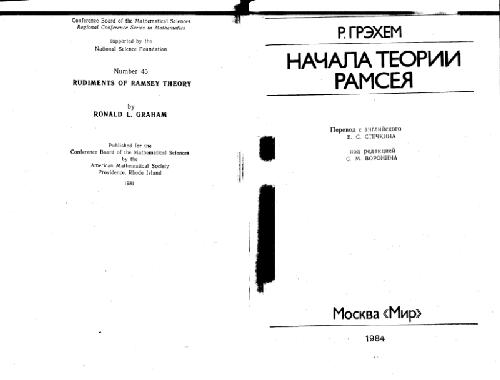 Conference Board of the Mathematical Sciences
Regional Conference Series in Mathematics
supported by the
National Science Foundation
Number 45
RUDIMENTS OF RAMSEY THEORY
by
RONALD L. GRAHAM
Published for the
Conference Board of the Mathematical Sciences
by the
American Mathematical Society
Providence, Rhode Island
1981
Р. ГРЭХЕМ
НАЧАЛА ТЕОРИИ
РАМСЕЯ
Перевод с английского
С. СТЕЧКИНА
под редакцией
С. М. ВОРОНИНА
Москва «Мир»
1984